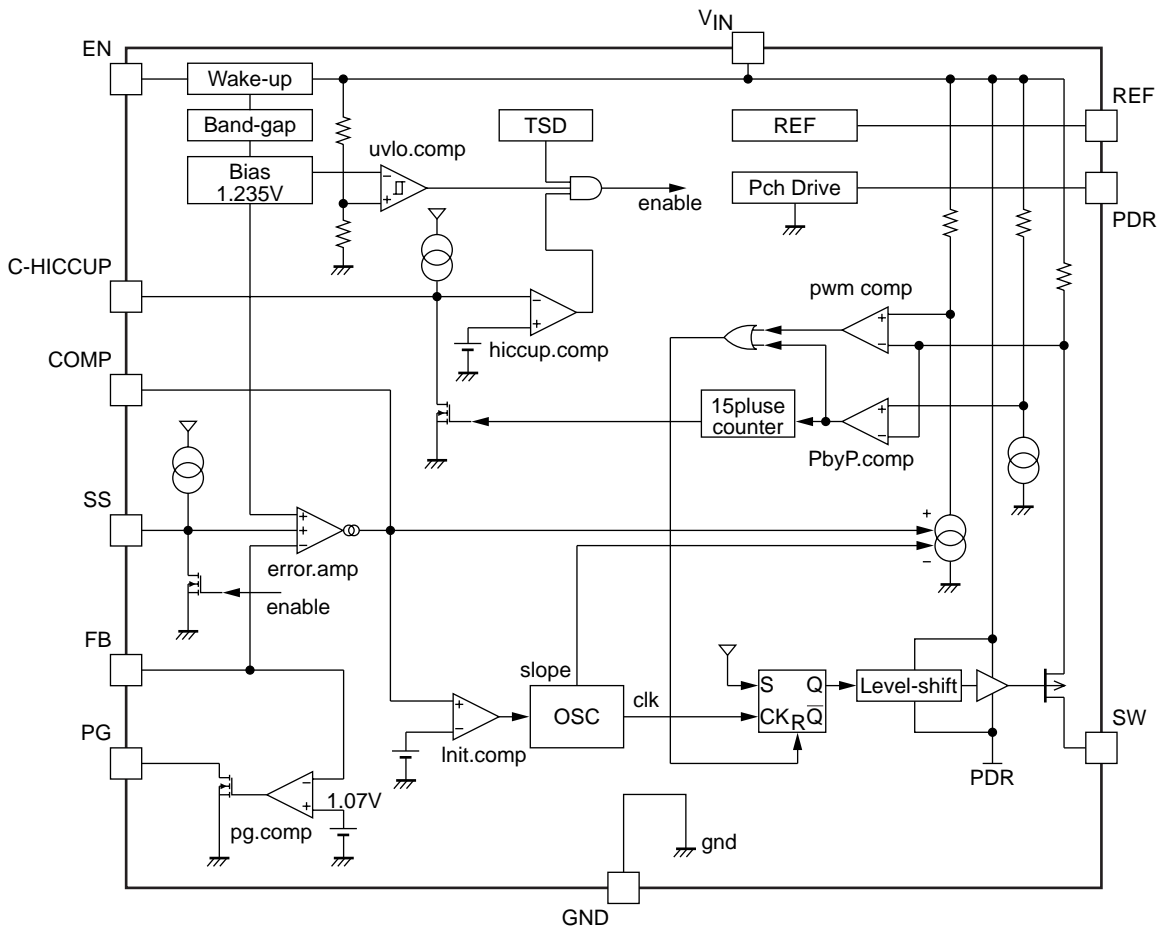 VIN
EN
Wake-up
REF
Band-gap
TSD
REF
uvlo.comp
Bias
1.235V
−
+
enable
Pch Drive
PDR
C-HICCUP
−
+
hiccup.comp
pwm comp
+
−
COMP
15pluse
counter
+
−
PbyP.comp
SS
+
+
−
error.amp
+
−
enable
FB
slope
S Q
CK R Q
Level-shift
OSC
clk
+
−
Init.comp
SW
PG
PDR
−
+
1.07V
pg.comp
gnd
GND